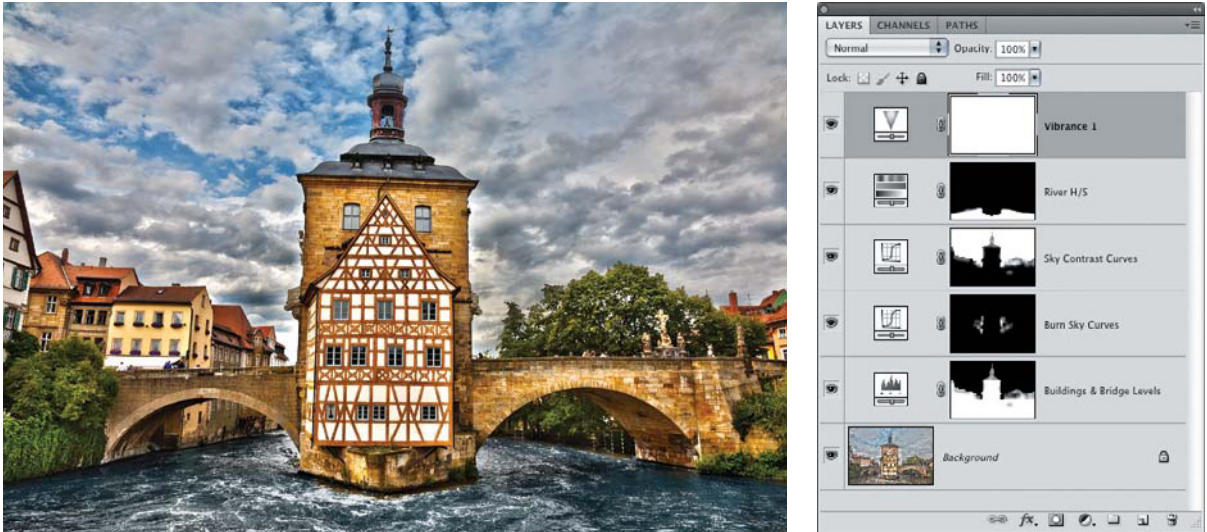 LAYERS CHANNELS PATHS
Normal Opacity: 100%
Lock: Fill: 100%
Vibrance 1
River H/S
Sky Contrast Curves
Burn Sky Curves
Buildings & Bridge Levels
Background
fx.